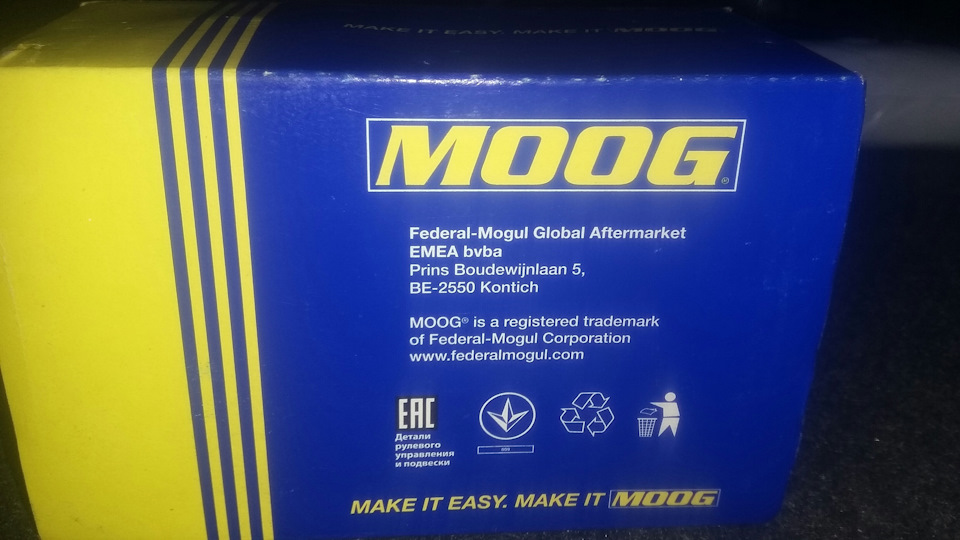 MAKE IT EASY. MAKE IT MOOG
MOOG®
Federal-Mogul Global Aftermarket
EMEA bvba
Prins Boudewijnlaan 5,
BE-2550 Kontich
MOOG® is a registered trademark
of Federal-Mogul Corporation
www.federalmogul.com
EAC
Детали
рулевого
управления
и подвески
MAKE IT EASY. MAKE IT MOOG